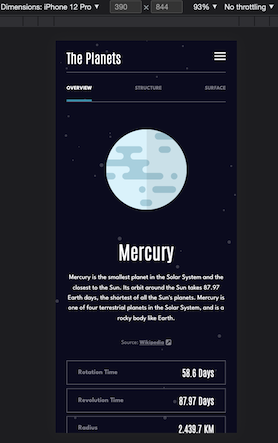 Dimensions: iPhone 12 Pro ▼ 390 × 844 93% ▼ No throttling ▼
The Planets
OVERVIEW STRUCTURE SURFACE
Mercury
Mercury is the smallest planet in the Solar System and the
closest to the Sun. Its orbit around the Sun takes 87.97
Earth days, the shortest of all the Sun's planets. Mercury is
one of four terrestrial planets in the Solar System, and is a
rocky body like Earth.
Source: Wikipedia
Rotation Time 58.6 Days
Revolution Time 87.97 Days
Radius 2,439.7 KM